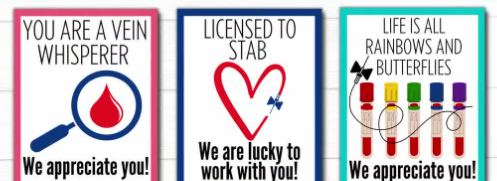 YOU ARE A VEIN
WHISPERER
We appreciate you!
LICENSED TO
STAB
We are lucky to
work with you!
LIFE IS ALL
RAINBOWS AND
BUTTERFLIES
We appreciate you!